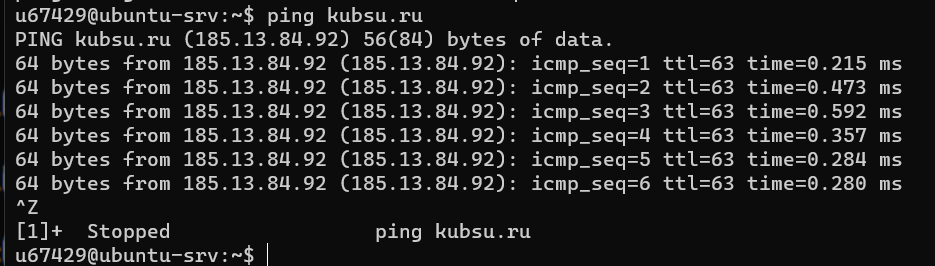 u67429@ubuntu-srv:~$ ping kubsu.ru
PING kubsu.ru (185.13.84.92) 56(84) bytes of data.
64 bytes from 185.13.84.92 (185.13.84.92): icmp_seq=1 ttl=63 time=0.215 ms
64 bytes from 185.13.84.92 (185.13.84.92): icmp_seq=2 ttl=63 time=0.473 ms
64 bytes from 185.13.84.92 (185.13.84.92): icmp_seq=3 ttl=63 time=0.592 ms
64 bytes from 185.13.84.92 (185.13.84.92): icmp_seq=4 ttl=63 time=0.357 ms
64 bytes from 185.13.84.92 (185.13.84.92): icmp_seq=5 ttl=63 time=0.284 ms
64 bytes from 185.13.84.92 (185.13.84.92): icmp_seq=6 ttl=63 time=0.280 ms
^Z
[1]+  Stopped                 ping kubsu.ru
u67429@ubuntu-srv:~$